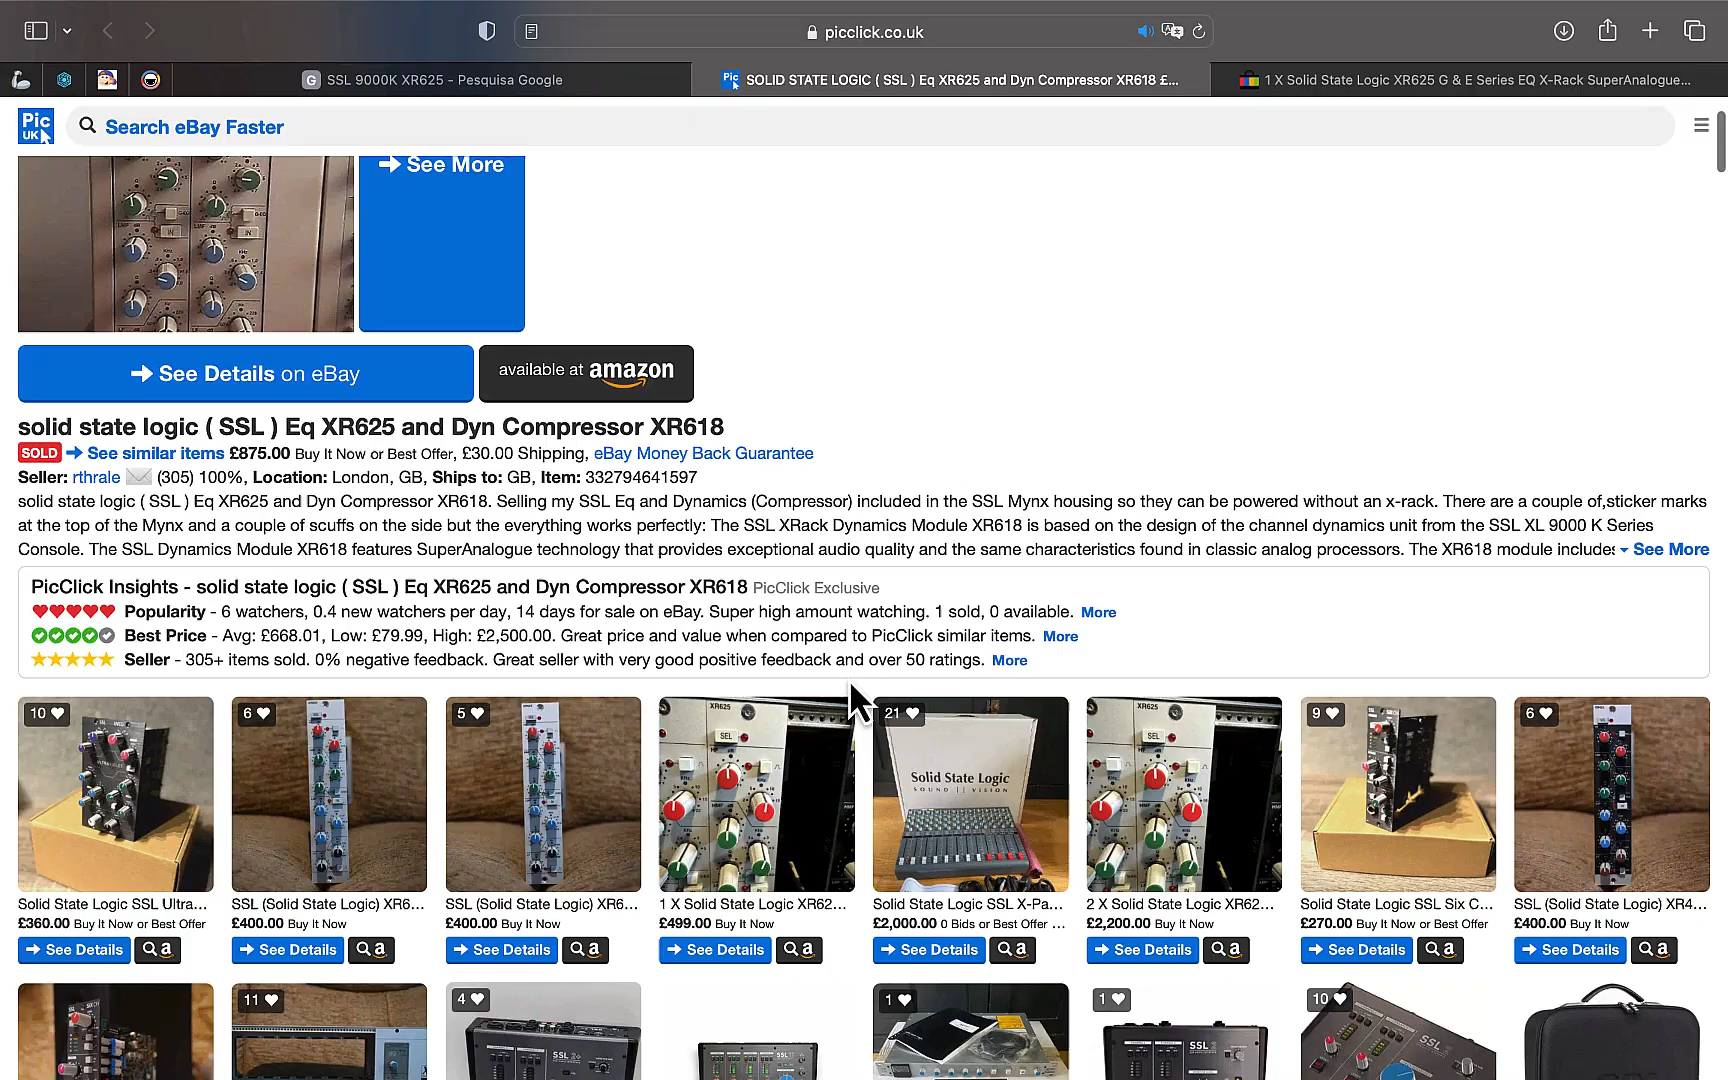 picclick.co.uk
G SSL 9000K XR625 - Pesquisa Google
Pic SOLID STATE LOGIC ( SSL ) Eq XR625 and Dyn Compressor XR618 £...
1 X Solid State Logic XR625 G & E Series EQ X-Rack SuperAnalogue...
Pic UK
Search eBay Faster
See More
See Details on eBay
available at amazon
solid state logic ( SSL ) Eq XR625 and Dyn Compressor XR618
SOLD See similar items £875.00 Buy It Now or Best Offer, £30.00 Shipping, eBay Money Back Guarantee
Seller: rthrale (305) 100%, Location: London, GB, Ships to: GB, Item: 332794641597
solid state logic ( SSL ) Eq XR625 and Dyn Compressor XR618. Selling my SSL Eq and Dynamics (Compressor) included in the SSL Mynx housing so they can be powered without an x-rack. There are a couple of,sticker marks
at the top of the Mynx and a couple of scuffs on the side but the everything works perfectly: The SSL XRack Dynamics Module XR618 is based on the design of the channel dynamics unit from the SSL XL 9000 K Series
Console. The SSL Dynamics Module XR618 features SuperAnalogue technology that provides exceptional audio quality and the same characteristics found in classic analog processors. The XR618 module includes See More
PicClick Insights - solid state logic ( SSL ) Eq XR625 and Dyn Compressor XR618 PicClick Exclusive
Popularity - 6 watchers, 0.4 new watchers per day, 14 days for sale on eBay. Super high amount watching. 1 sold, 0 available. More
Best Price - Avg: £668.01, Low: £79.99, High: £2,500.00. Great price and value when compared to PicClick similar items. More
Seller - 305+ items sold. 0% negative feedback. Great seller with very good positive feedback and over 50 ratings. More
10
6
5
XR625
SEL
21
Solid State Logic
SOUND || VISION
XR625
SEL
9
6
Solid State Logic SSL Ultra...
£360.00 Buy It Now or Best Offer
See Details
a
SSL (Solid State Logic) XR6...
£400.00 Buy It Now
See Details
a
SSL (Solid State Logic) XR6...
£400.00 Buy It Now
See Details
a
1 X Solid State Logic XR62...
£499.00 Buy It Now
See Details
a
Solid State Logic SSL X-Pa...
£2,000.00 0 Bids or Best Offer ...
See Details
a
2 X Solid State Logic XR62...
£2,200.00 Buy It Now
See Details
a
Solid State Logic SSL Six C...
£270.00 Buy It Now or Best Offer
See Details
a
SSL (Solid State Logic) XR4...
£400.00 Buy It Now
See Details
a
11
4
SSL 2+
1
1
SSL 2
10